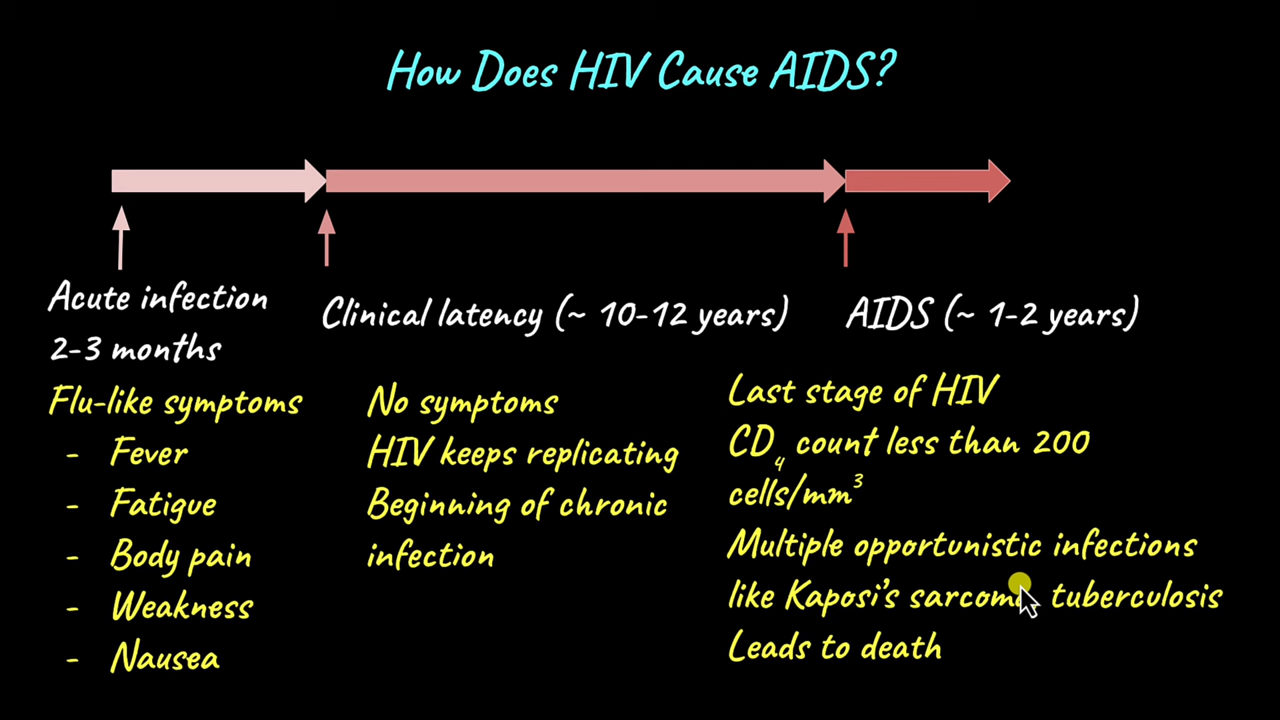 How Does HIV Cause AIDS?
Acute infection
2-3 months
Flu-like symptoms
- Fever
- Fatigue
- Body pain
- Weakness
- Nausea
Clinical latency (~ 10-12 years)
No symptoms
HIV keeps replicating
Beginning of chronic
infection
AIDS (~ 1-2 years)
Last stage of HIV
CD₄ count less than 200
cells/mm³
Multiple opportunistic infections
like Kaposi's sarcoma tuberculosis
Leads to death